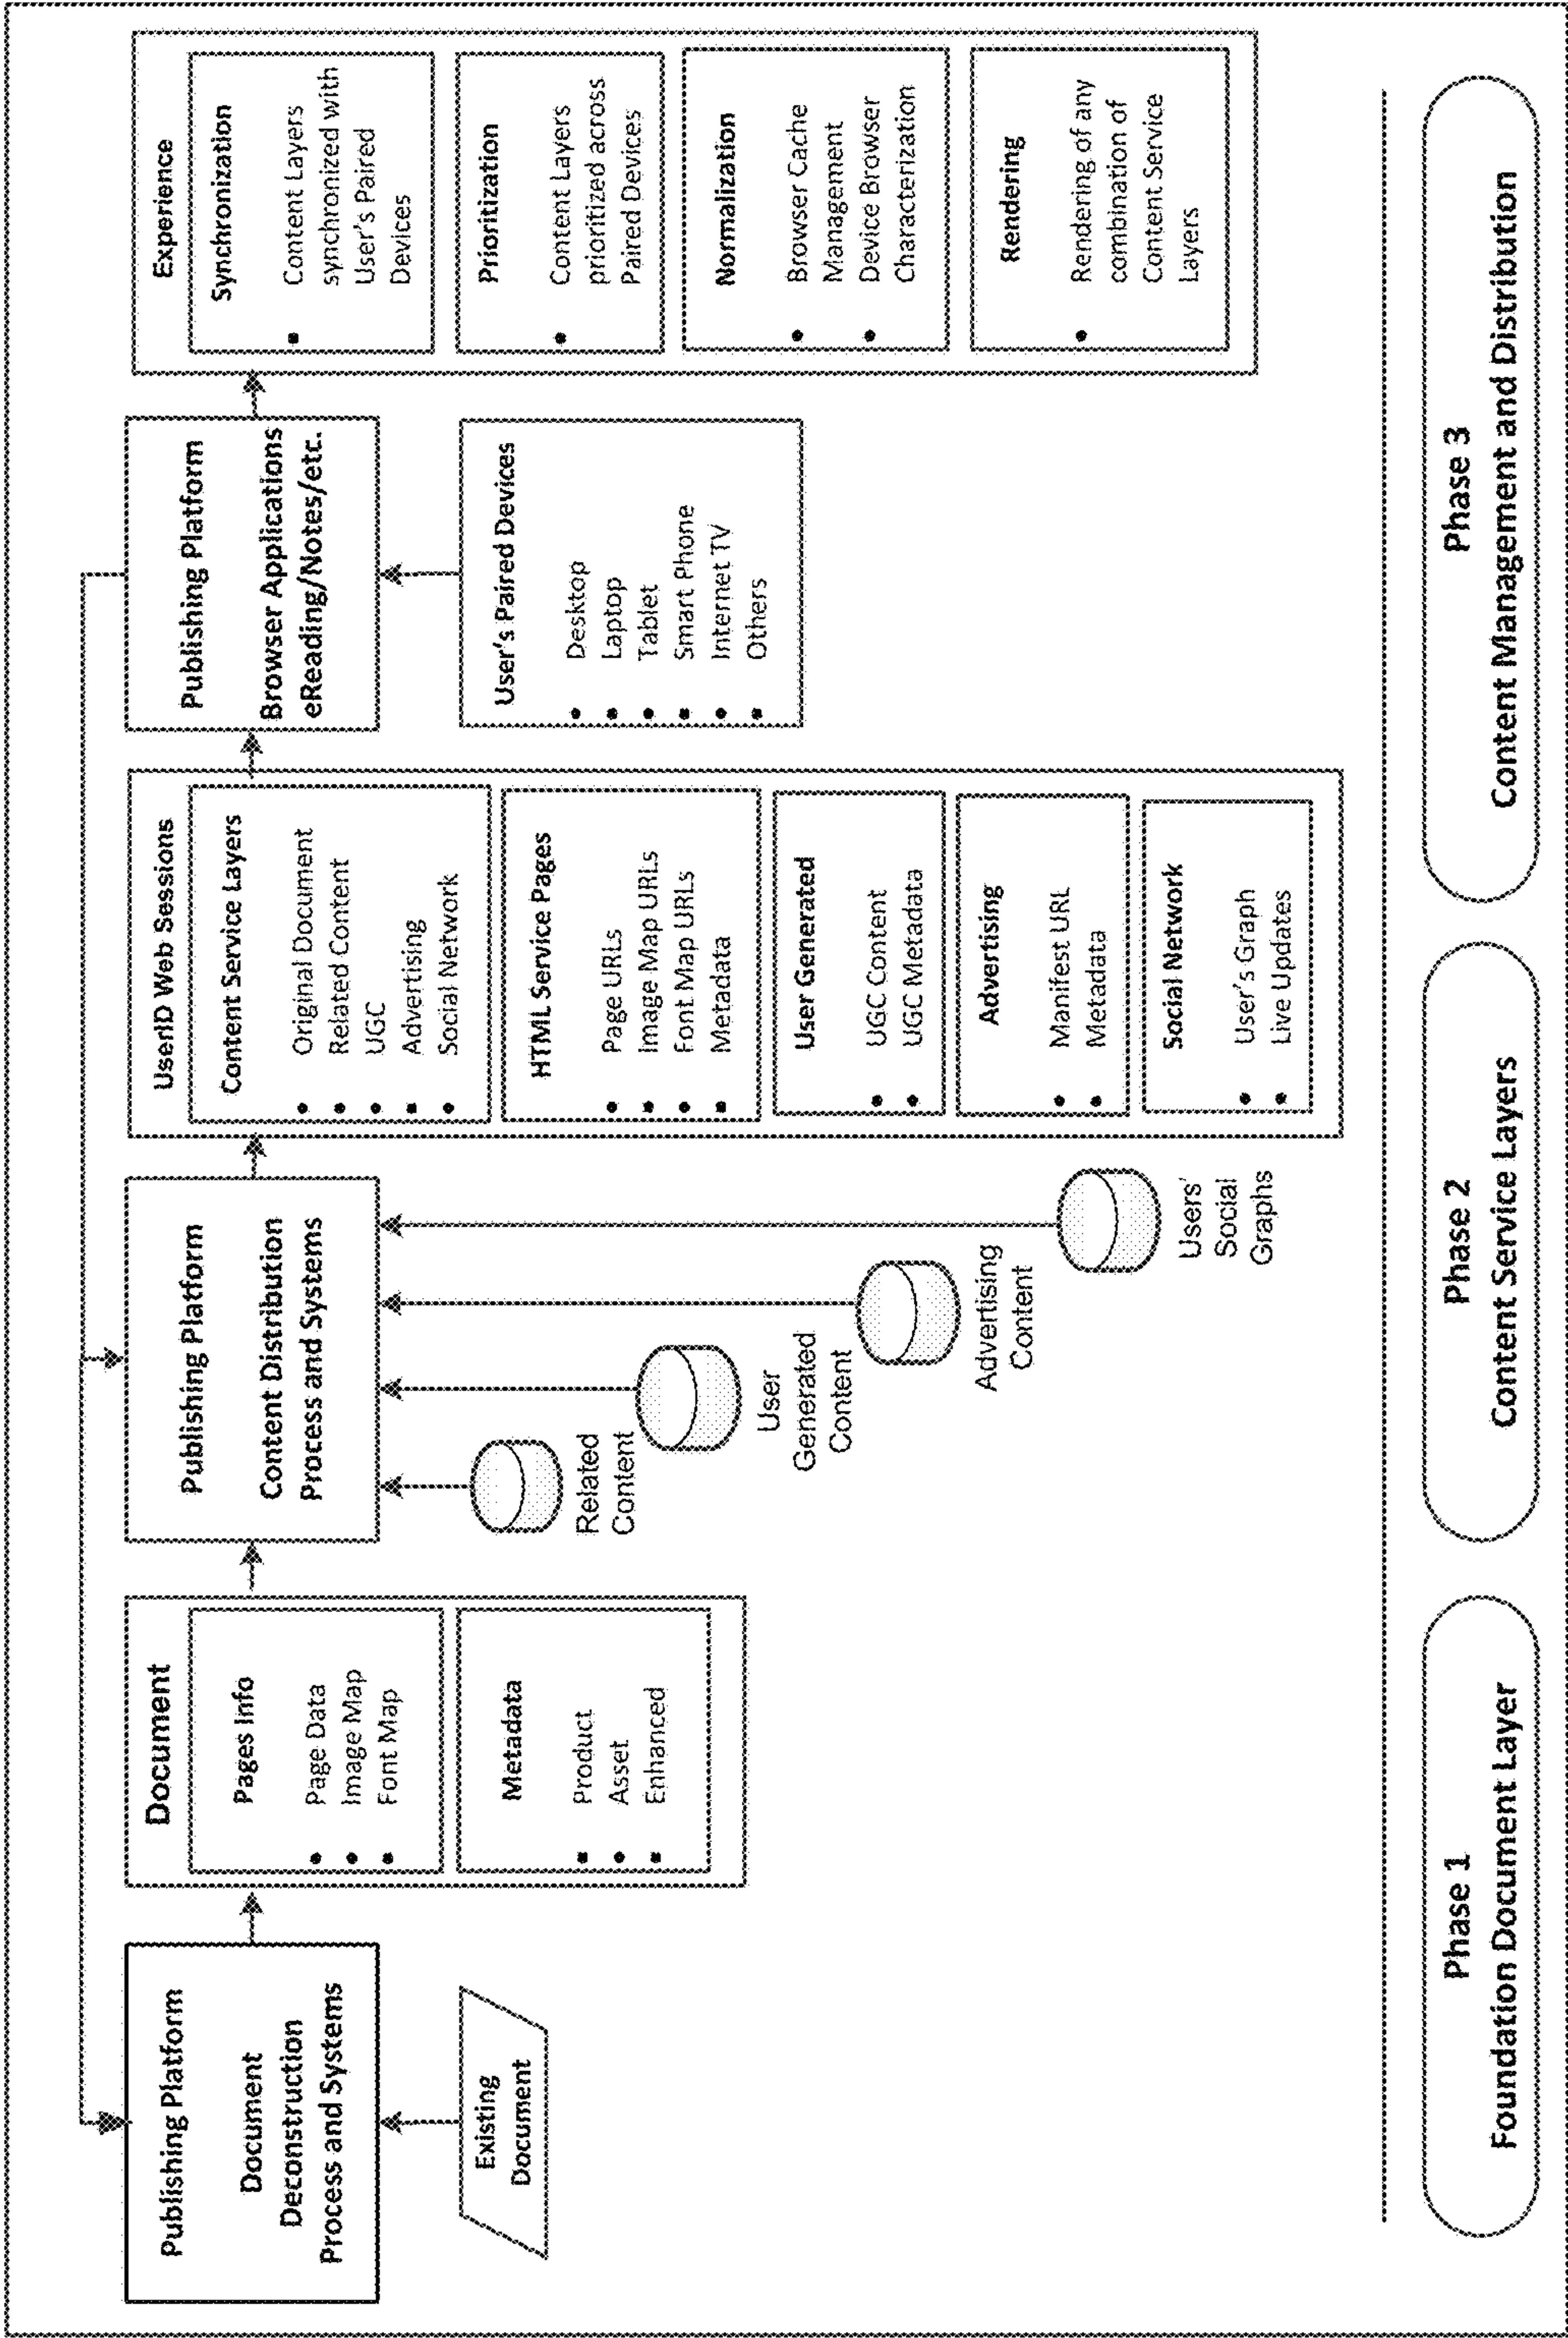 Publishing Platform
Document
Deconstruction
Process and Systems
Existing
Document
Document
Pages Info
• Page Data
• Image Map
• Font Map
Metadata
• Product
• Asset
• Enhanced
Publishing Platform
Content Distribution
Process and Systems
Related
Content
User
Generated
Content
Advertising
Content
Users'
Social
Graphs
UserID Web Sessions
Content Service Layers
• Original Document
• Related Content
• UGC
• Advertising
• Social Network
HTML Service Pages
• Page URLs
• Image Map URLs
• Font Map URLs
• Metadata
User Generated
• UGC Content
• UGC Metadata
Advertising
• Manifest URL
• Metadata
Social Network
• User's Graph
• Live Updates
Publishing Platform
Browser Applications
eReading/Notes/etc.
User's Paired Devices
• Desktop
• Laptop
• Tablet
• Smart Phone
• Internet TV
• Others
Experience
Synchronization
• Content Layers
synchronized with
User's Paired
Devices
Prioritization
• Content Layers
prioritized across
Paired Devices
Normalization
• Browser Cache
Management
• Device Browser
Characterization
Rendering
• Rendering of any
combination of
Content Service
Layers
Phase 1
Foundation Document Layer
Phase 2
Content Service Layers
Phase 3
Content Management and Distribution